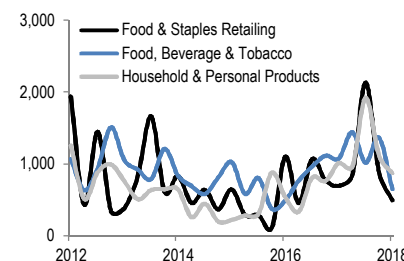 3,000
Food & Staples Retailing
Food, Beverage & Tobacco
Household & Personal Products
2,000
1,000
0
2012
2014
2016
2018